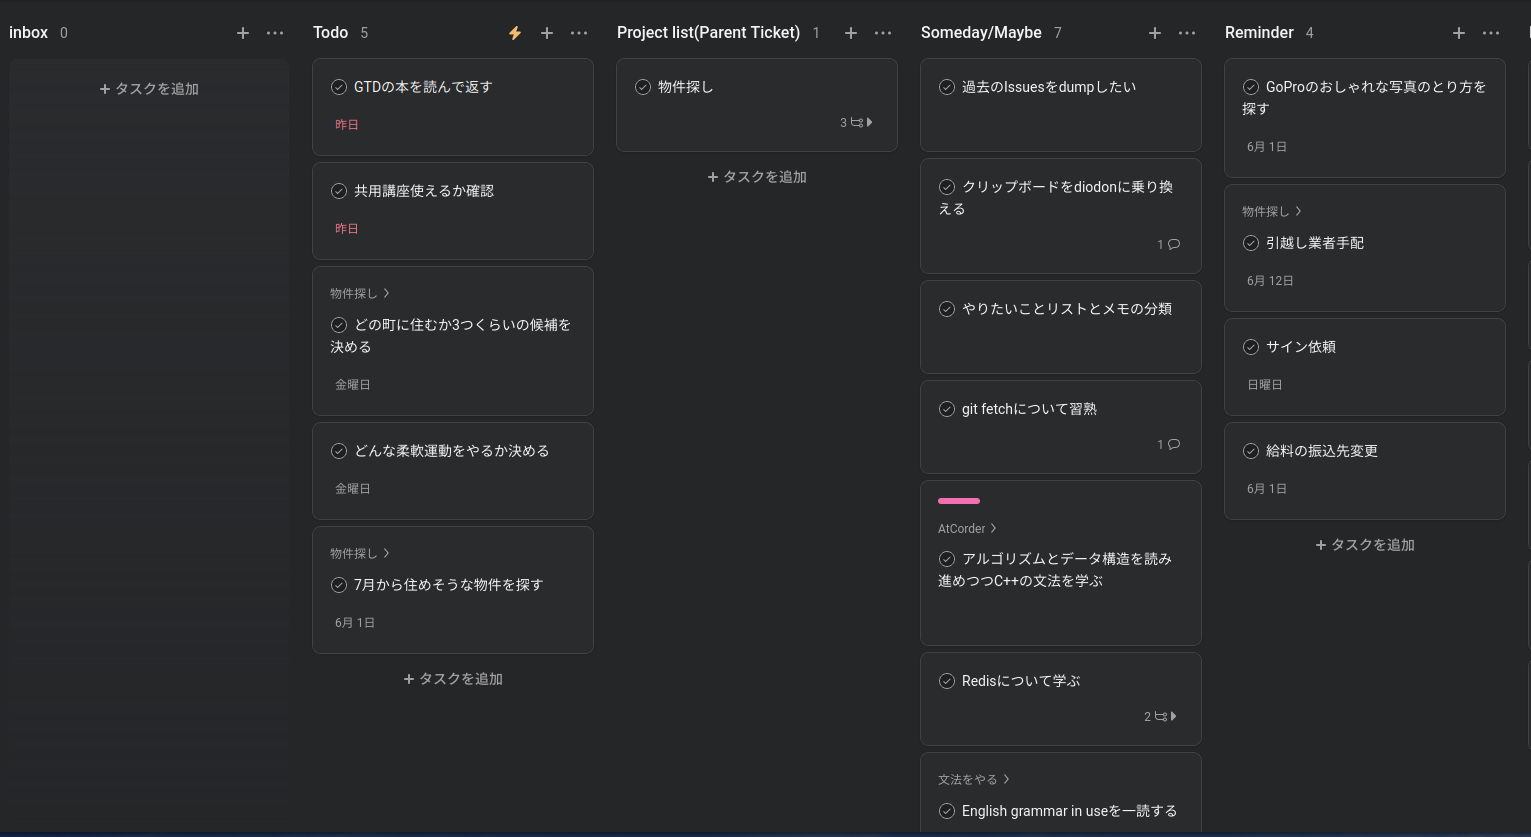 inbox 0
タスクを追加
Todo 5
GTDの本を読んで返す
昨日
共用講座使えるか確認
昨日
物件探し
どの町に住むか3つくらいの候補を
決める
金曜日
どんな柔軟運動をやるか決める
金曜日
物件探し
7月から住めそうな物件を探す
6月 1日
タスクを追加
Project list(Parent Ticket) 1
物件探し
3
タスクを追加
Someday/Maybe 7
過去のIssuesをdumpしたい
クリップボードをdiodonに乗り換
える
1
やりたいことリストとメモの分類
git fetchについて習熟
1
AtCorder
アルゴリズムとデータ構造を読み
進めつつC++の文法を学ぶ
Redisについて学ぶ
2
文法をやる
English grammar in useを一読する
Reminder 4
GoProのおしゃれな写真のとり方を
探す
6月 1日
物件探し
引越し業者手配
6月 12日
サイン依頼
日曜日
給料の振込先変更
6月 1日
タスクを追加